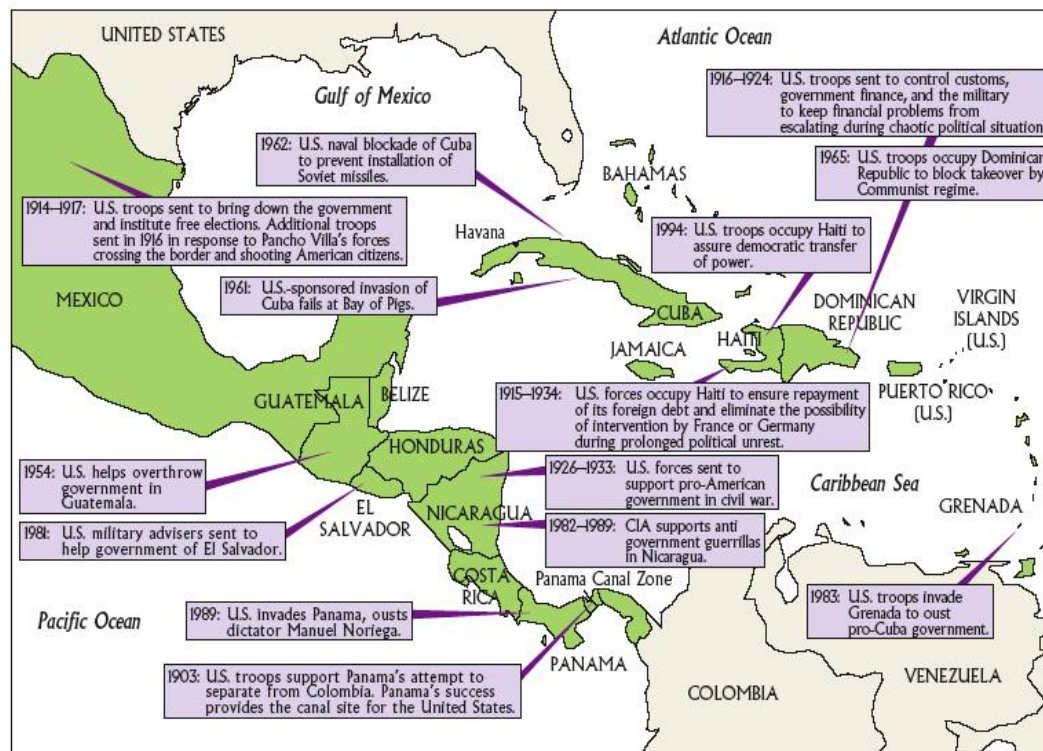 UNITED STATES
Atlantic Ocean
Gulf of Mexico
1916–1924: U.S. troops sent to control customs,
government finance, and the military
to keep financial problems from
escalating during chaotic political situation
1962: U.S. naval blockade of Cuba
to prevent installation of
Soviet missiles.
1965: U.S. troops occupy Dominican
Republic to block takeover by
Communist regime.
BAHAMAS
1914–1917: U.S. troops sent to bring down the government
and institute free elections. Additional troops
sent in 1916 in response to Pancho Villa's forces
crossing the border and shooting American citizens.
Havana
1994: U.S. troops occupy Haiti to
assure democratic transfer
of power.
MEXICO
1961: U.S.-sponsored invasion of
Cuba fails at Bay of Pigs.
CUBA
DOMINICAN
REPUBLIC
VIRGIN
ISLANDS
(U.S.)
HAITI
JAMAICA
PUERTO RICO
(U.S.)
BELIZE
GUATEMALA
1915–1934: U.S. forces occupy Haiti to ensure repayment
of its foreign debt and eliminate the possibility
of intervention by France or Germany
during prolonged political unrest.
HONDURAS
1954: U.S. helps overthrow
government in
Guatemala.
1926–1933: U.S. forces sent to
support pro-American
government in civil war.
Caribbean Sea
GRENADA
EL
SALVADOR
NICARAGUA
1981: U.S. military advisers sent to
help government of El Salvador.
1982–1989: CIA supports anti
government guerrillas
in Nicaragua.
COSTA
RICA
Panama Canal Zone
Pacific Ocean
1989: U.S. invades Panama, ousts
dictator Manuel Noriega.
1983: U.S. troops invade
Grenada to oust
pro-Cuba government.
PANAMA
1903: U.S. troops support Panama's attempt to
separate from Colombia. Panama's success
provides the canal site for the United States.
COLOMBIA
VENEZUELA